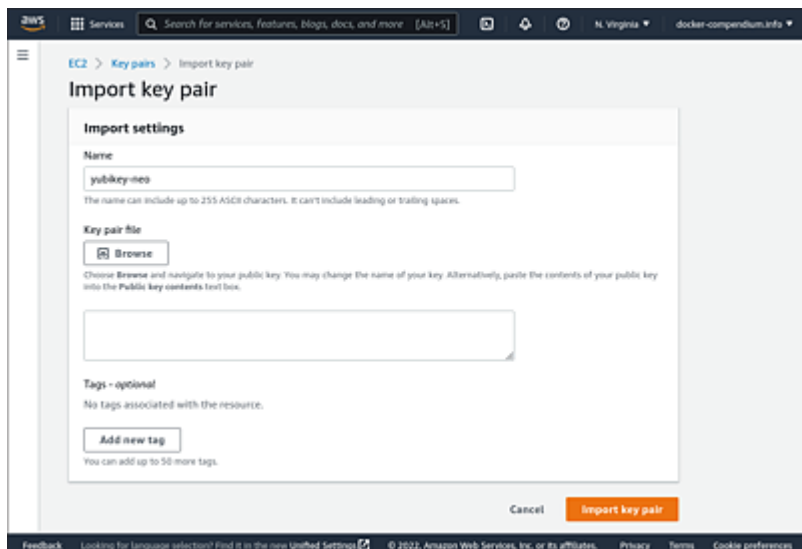 aws
Services
Search for services, features, blogs, docs, and more [Alt+S]
N. Virginia
docker-compendium.info
EC2 > Key pairs > Import key pair
Import key pair
Import settings
Name
yubikey-neo
The name can include up to 255 ASCII characters. It can't include leading or trailing spaces.
Key pair file
Browse
Choose Browse and navigate to your public key. You may change the name of your key. Alternatively, paste the contents of your public key
into the Public key contents text box.
Tags - optional
No tags associated with the resource.
Add new tag
You can add up to 50 more tags.
Cancel
Import key pair
Feedback Looking for language selection? Find it in the new Unified Settings © 2022, Amazon Web Services, Inc. or its affiliates. Privacy Terms Cookie preferences